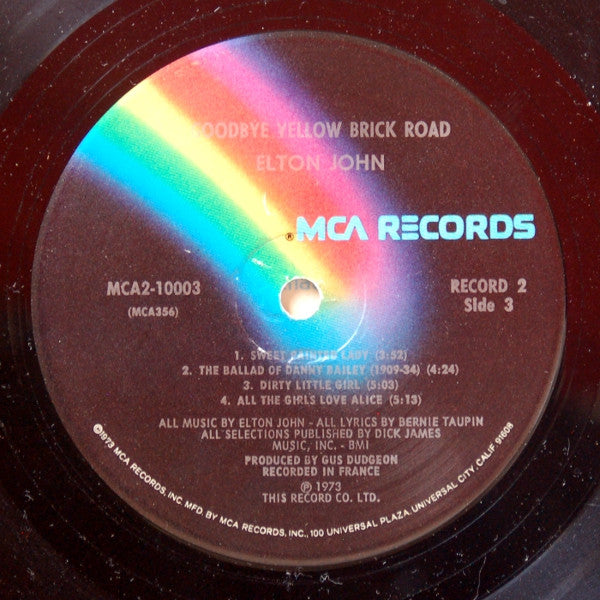 GOODBYE YELLOW BRICK ROAD
ELTON JOHN
®MCA RECORDS
MCA2-10003
(MCA356)
RECORD 2
Side 3
1. SWEET PAINTED LADY (3:52)
2. THE BALLAD OF DANNY BAILEY (1909-34) (4:24)
3. DIRTY LITTLE GIRL (5:03)
4. ALL THE GIRLS LOVE ALICE (5:13)
ALL MUSIC BY ELTON JOHN - ALL LYRICS BY BERNIE TAUPIN
ALL SELECTIONS PUBLISHED BY DICK JAMES
MUSIC, INC. - BMI
PRODUCED BY GUS DUDGEON
RECORDED IN FRANCE
℗ 1973
THIS RECORD CO. LTD.
©1973 MCA RECORDS, INC. MFD. BY MCA RECORDS, INC., 100 UNIVERSAL PLAZA, UNIVERSAL CITY, CALIF. 91608